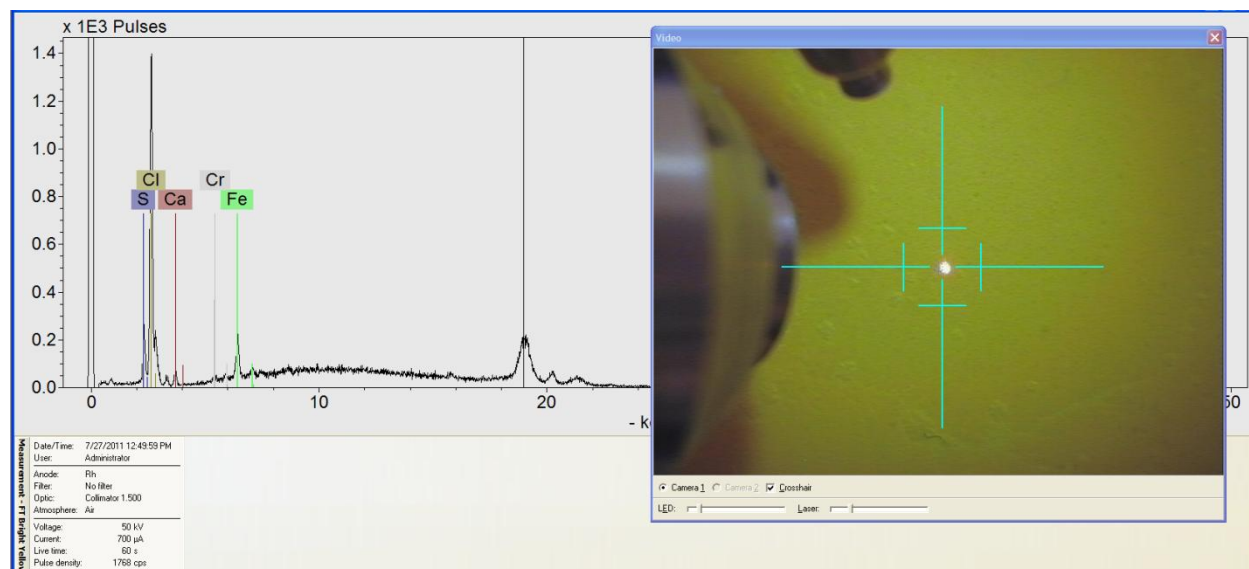 x 1E3 Pulses
1.4
1.2
1.0
0.8
0.6
0.4
0.2
0.0
Cl
Cr
S
Ca
Fe
0
10
20
50
- ke
Video
Camera 1
Camera 2
Crosshair
LED:
Laser:
Measurement - FT Bright Yellow
Date/Time: 7/27/2011 12:49:59 PM
User: Administrator
Anode: Rh
Filter: No filter
Optic: Collimator 1.500
Atmosphere: Air
Voltage: 50 kV
Current: 700 µA
Live time: 60 s
Pulse density: 1768 cps